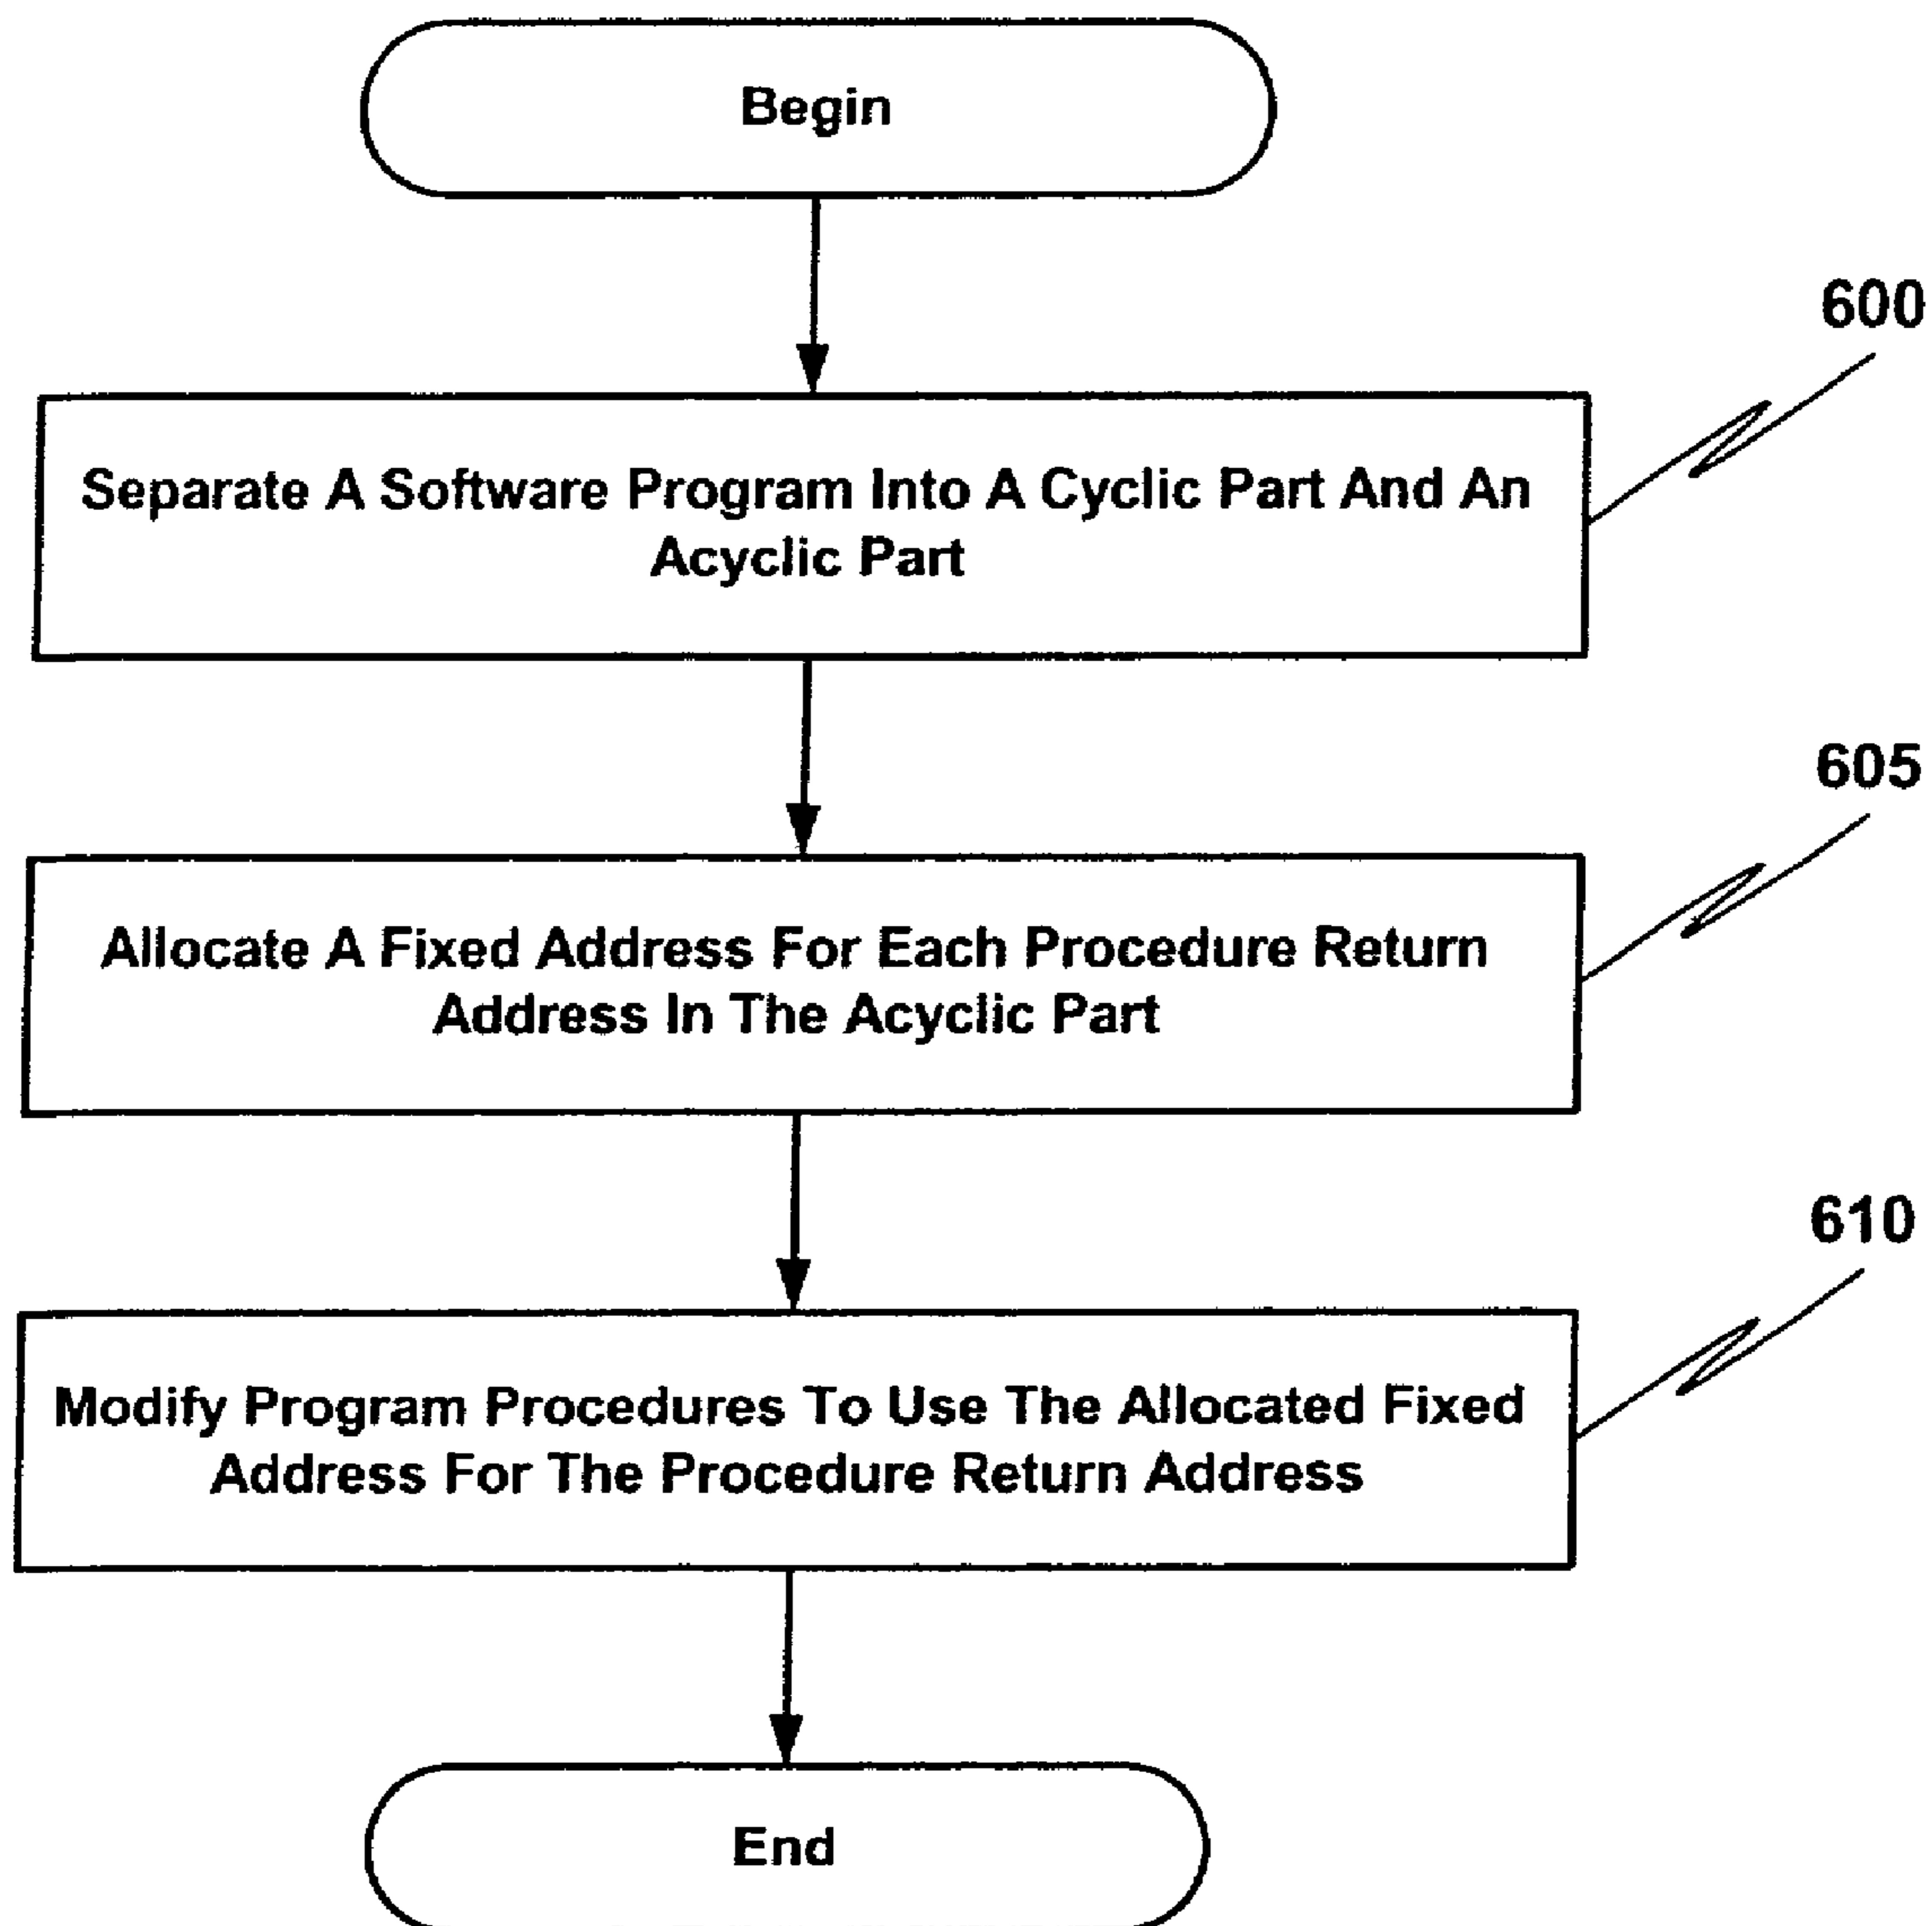 Begin
600
Separate A Software Program Into A Cyclic Part And An
Acyclic Part
605
Allocate A Fixed Address For Each Procedure Return
Address In The Acyclic Part
610
Modify Program Procedures To Use The Allocated Fixed
Address For The Procedure Return Address
End